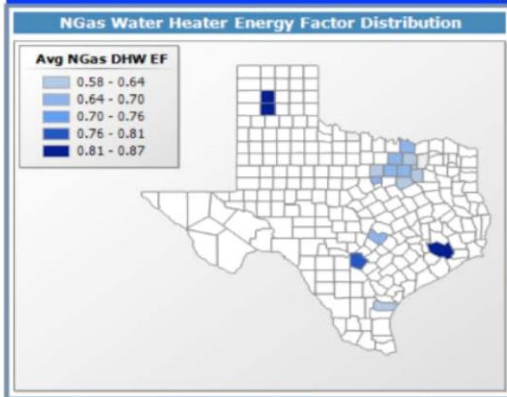 NGas Water Heater Energy Factor Distribution
Avg NGas DHW EF
0.58 - 0.64
0.64 - 0.70
0.70 - 0.76
0.76 - 0.81
0.81 - 0.87